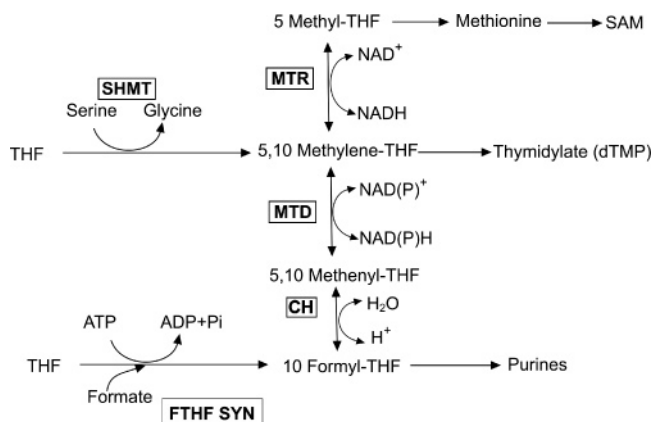 5 Methyl-THF Methionine SAM
MTR
NAD+
NADH
SHMT
Serine Glycine
THF 5,10 Methylene-THF Thymidylate (dTMP)
MTD
NAD(P)+
NAD(P)H
5,10 Methenyl-THF
CH
H2O
H+
ATP ADP+Pi
THF 10 Formyl-THF Purines
Formate
FTHF SYN